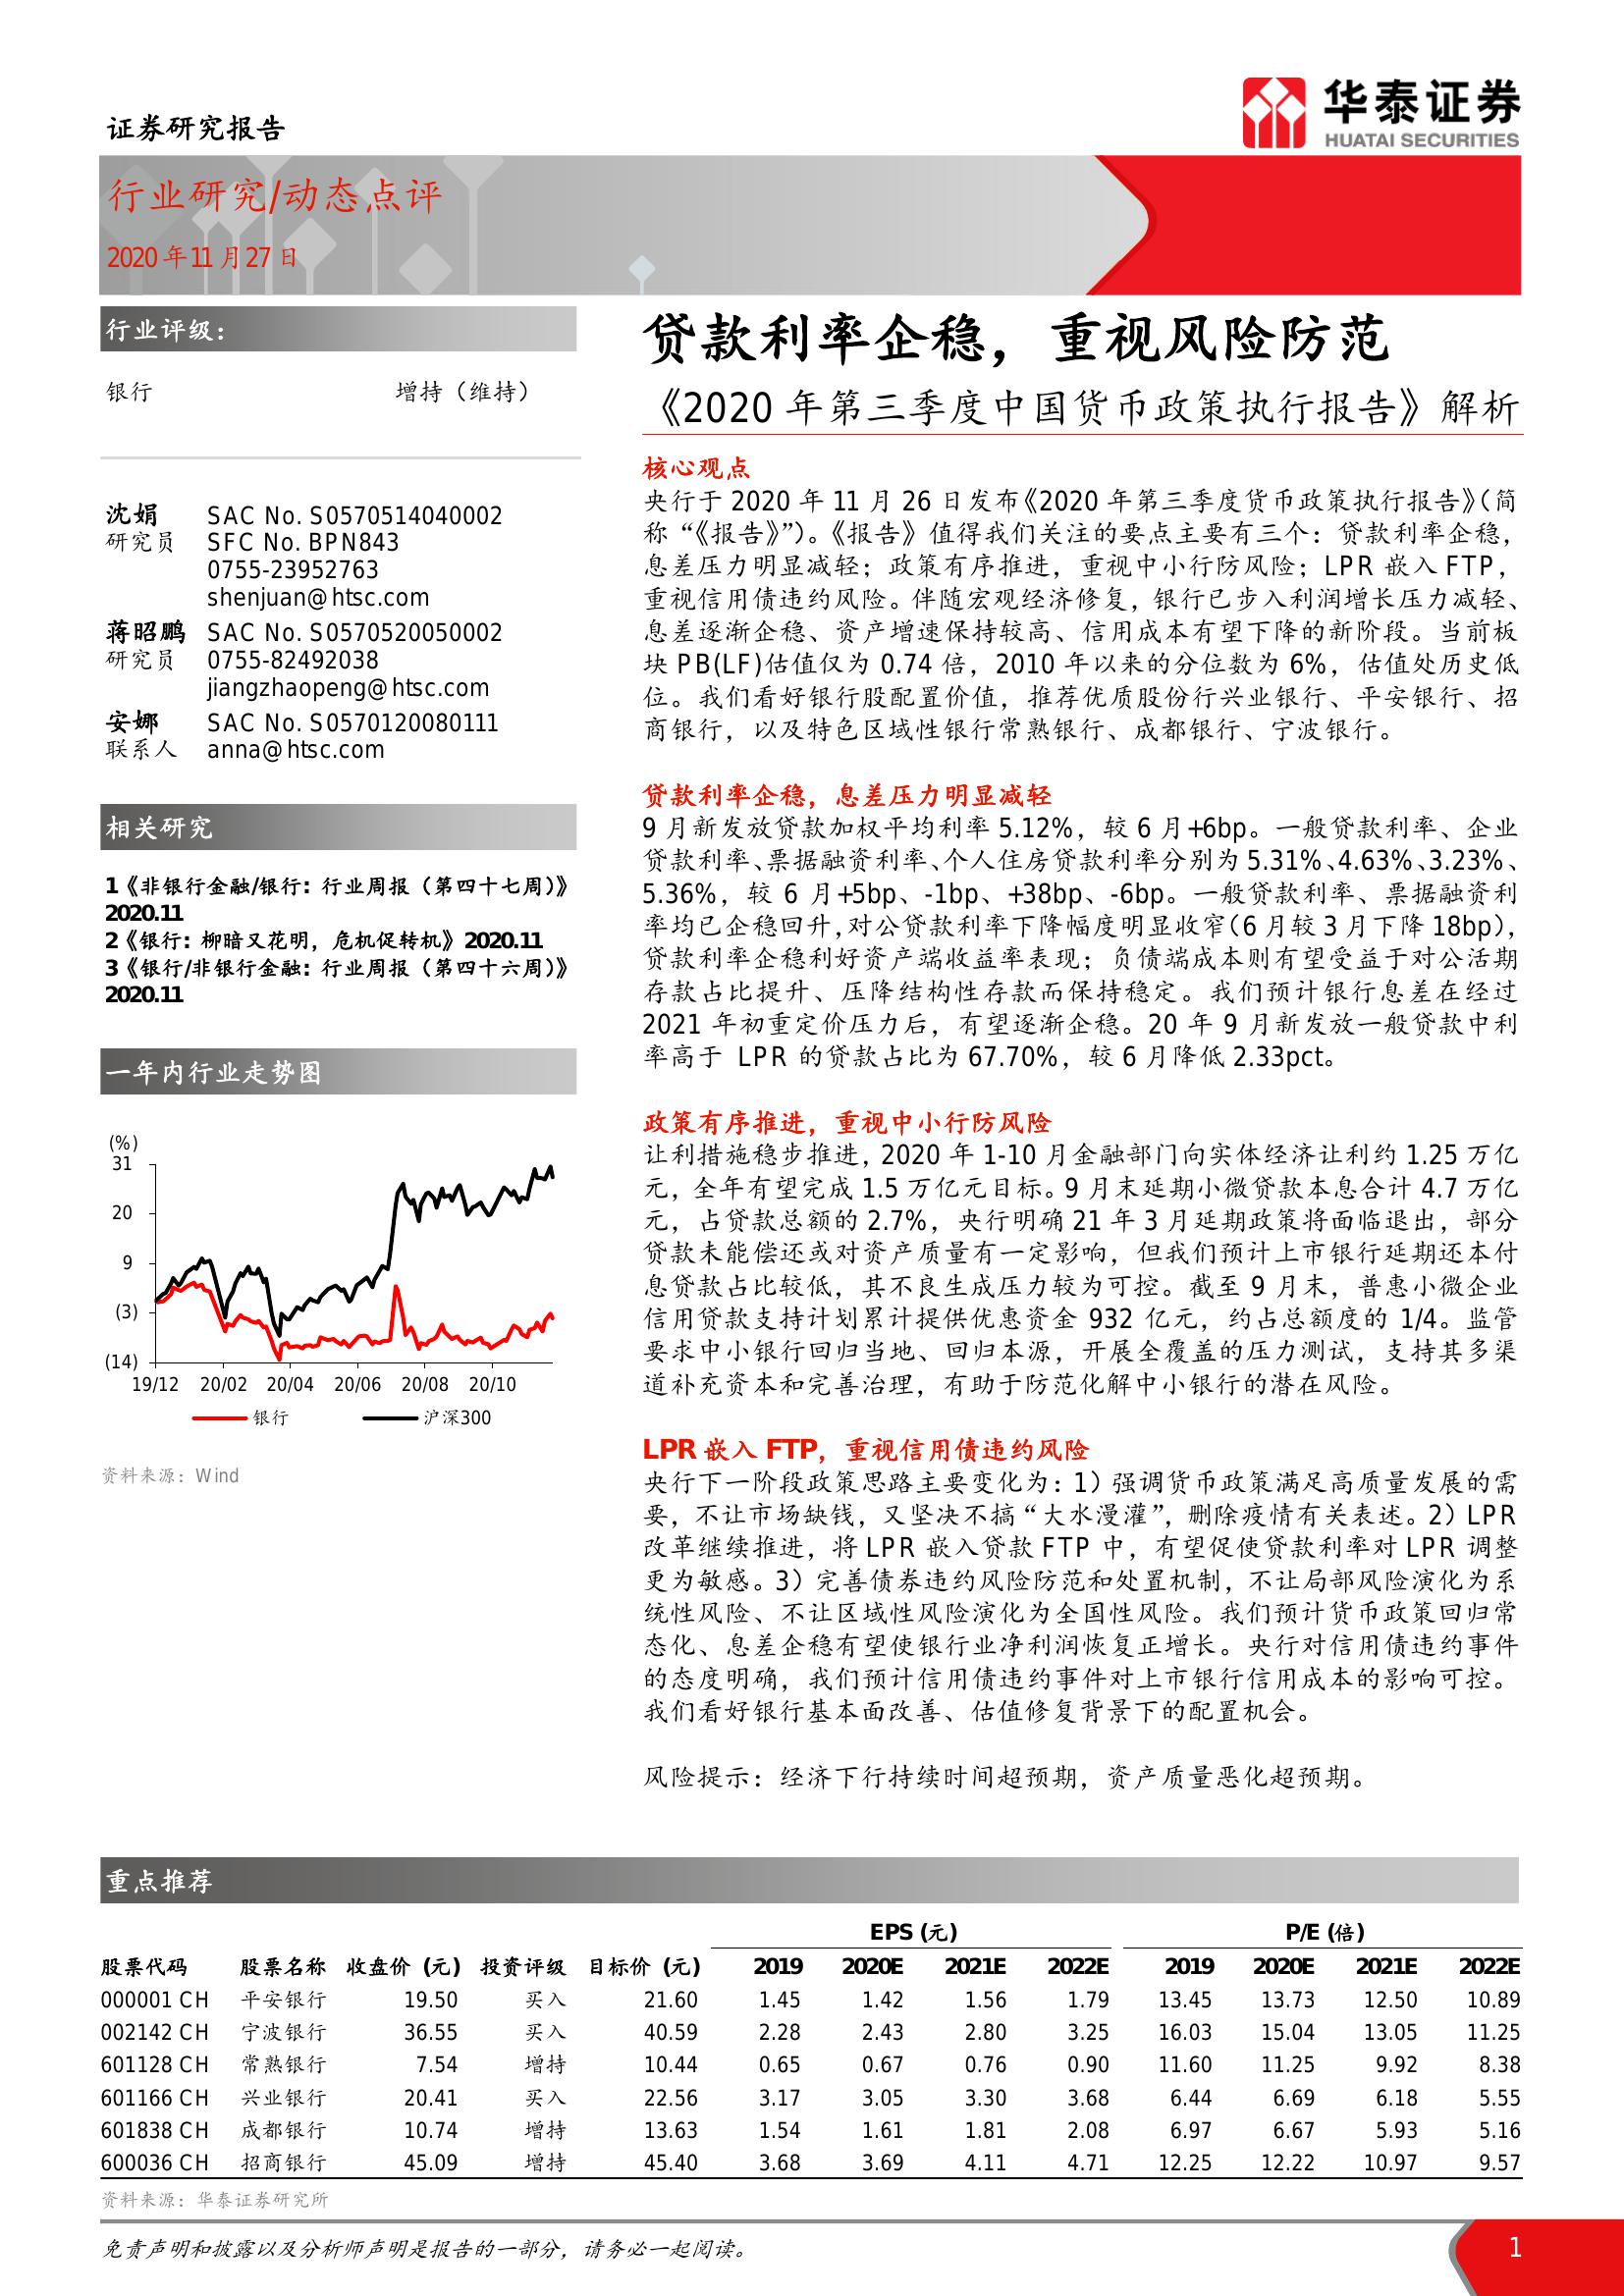 证券研究报告
华泰证券
HUATAI SECURITIES
行业研究/动态点评
2020年11月27日
行业评级：
银行 增持（维持）
沈娟 SAC No. S0570514040002
研究员 SFC No. BPN843
0755-23952763
shenjuan@htsc.com
蒋昭鹏 SAC No. S0570520050002
研究员 0755-82492038
jiangzhaopeng@htsc.com
安娜 SAC No. S0570120080111
联系人 anna@htsc.com
相关研究
1《非银行金融/银行：行业周报（第四十七周）》
2020.11
2《银行：柳暗又花明，危机促转机》2020.11
3《银行/非银行金融：行业周报（第四十六周）》
2020.11
一年内行业走势图
(%)
31
20
9
(3)
(14)
19/12 20/02 20/04 20/06 20/08 20/10
银行 沪深300
资料来源：Wind
贷款利率企稳，重视风险防范
《2020年第三季度中国货币政策执行报告》解析
核心观点
央行于 2020 年 11 月 26 日发布《2020 年第三季度货币政策执行报告》（简
称“《报告》”）。《报告》值得我们关注的要点主要有三个：贷款利率企稳，
息差压力明显减轻；政策有序推进，重视中小行防风险；LPR 嵌入 FTP，
重视信用债违约风险。伴随宏观经济修复，银行已步入利润增长压力减轻、
息差逐渐企稳、资产增速保持较高、信用成本有望下降的新阶段。当前板
块 PB(LF)估值仅为 0.74 倍，2010 年以来的分位数为 6%，估值处历史低
位。我们看好银行股配置价值，推荐优质股份行兴业银行、平安银行、招
商银行，以及特色区域性银行常熟银行、成都银行、宁波银行。
贷款利率企稳，息差压力明显减轻
9 月新发放贷款加权平均利率 5.12%，较 6 月+6bp。一般贷款利率、企业
贷款利率、票据融资利率、个人住房贷款利率分别为 5.31%、4.63%、3.23%、
5.36%，较 6 月+5bp、-1bp、+38bp、-6bp。一般贷款利率、票据融资利
率均已企稳回升，对公贷款利率下降幅度明显收窄（6 月较 3 月下降 18bp），
贷款利率企稳利好资产端收益率表现；负债端成本则有望受益于对公活期
存款占比提升、压降结构性存款而保持稳定。我们预计银行息差在经过
2021 年初重定价压力后，有望逐渐企稳。20 年 9 月新发放一般贷款中利
率高于 LPR 的贷款占比为 67.70%，较 6 月降低 2.33pct。
政策有序推进，重视中小行防风险
让利措施稳步推进，2020 年 1-10 月金融部门向实体经济让利约 1.25 万亿
元，全年有望完成 1.5 万亿元目标。9 月末延期小微贷款本息合计 4.7 万亿
元，占贷款总额的 2.7%，央行明确 21 年 3 月延期政策将面临退出，部分
贷款未能偿还或对资产质量有一定影响，但我们预计上市银行延期还本付
息贷款占比较低，其不良生成压力较为可控。截至 9 月末，普惠小微企业
信用贷款支持计划累计提供优惠资金 932 亿元，约占总额度的 1/4。监管
要求中小银行回归当地、回归本源，开展全覆盖的压力测试，支持其多渠
道补充资本和完善治理，有助于防范化解中小银行的潜在风险。
LPR 嵌入 FTP，重视信用债违约风险
央行下一阶段政策思路主要变化为：1）强调货币政策满足高质量发展的需
要，不让市场缺钱，又坚决不搞“大水漫灌”，删除疫情有关表述。2）LPR
改革继续推进，将 LPR 嵌入贷款 FTP 中，有望促使贷款利率对 LPR 调整
更为敏感。3）完善债券违约风险防范和处置机制，不让局部风险演化为系
统性风险、不让区域性风险演化为全国性风险。我们预计货币政策回归常
态化、息差企稳有望使银行业净利润恢复正增长。央行对信用债违约事件
的态度明确，我们预计信用债违约事件对上市银行信用成本的影响可控。
我们看好银行基本面改善、估值修复背景下的配置机会。
风险提示：经济下行持续时间超预期，资产质量恶化超预期。
重点推荐
EPS (元) P/E (倍)
股票代码 股票名称 收盘价 (元) 投资评级 目标价 (元) 2019 2020E 2021E 2022E 2019 2020E 2021E 2022E
000001 CH 平安银行 19.50 买入 21.60 1.45 1.42 1.56 1.79 13.45 13.73 12.50 10.89
002142 CH 宁波银行 36.55 买入 40.59 2.28 2.43 2.80 3.25 16.03 15.04 13.05 11.25
601128 CH 常熟银行 7.54 增持 10.44 0.65 0.67 0.76 0.90 11.60 11.25 9.92 8.38
601166 CH 兴业银行 20.41 买入 22.56 3.17 3.05 3.30 3.68 6.44 6.69 6.18 5.55
601838 CH 成都银行 10.74 增持 13.63 1.54 1.61 1.81 2.08 6.97 6.67 5.93 5.16
600036 CH 招商银行 45.09 增持 45.40 3.68 3.69 4.11 4.71 12.25 12.22 10.97 9.57
资料来源：华泰证券研究所
免责声明和披露以及分析师声明是报告的一部分，请务必一起阅读。 1